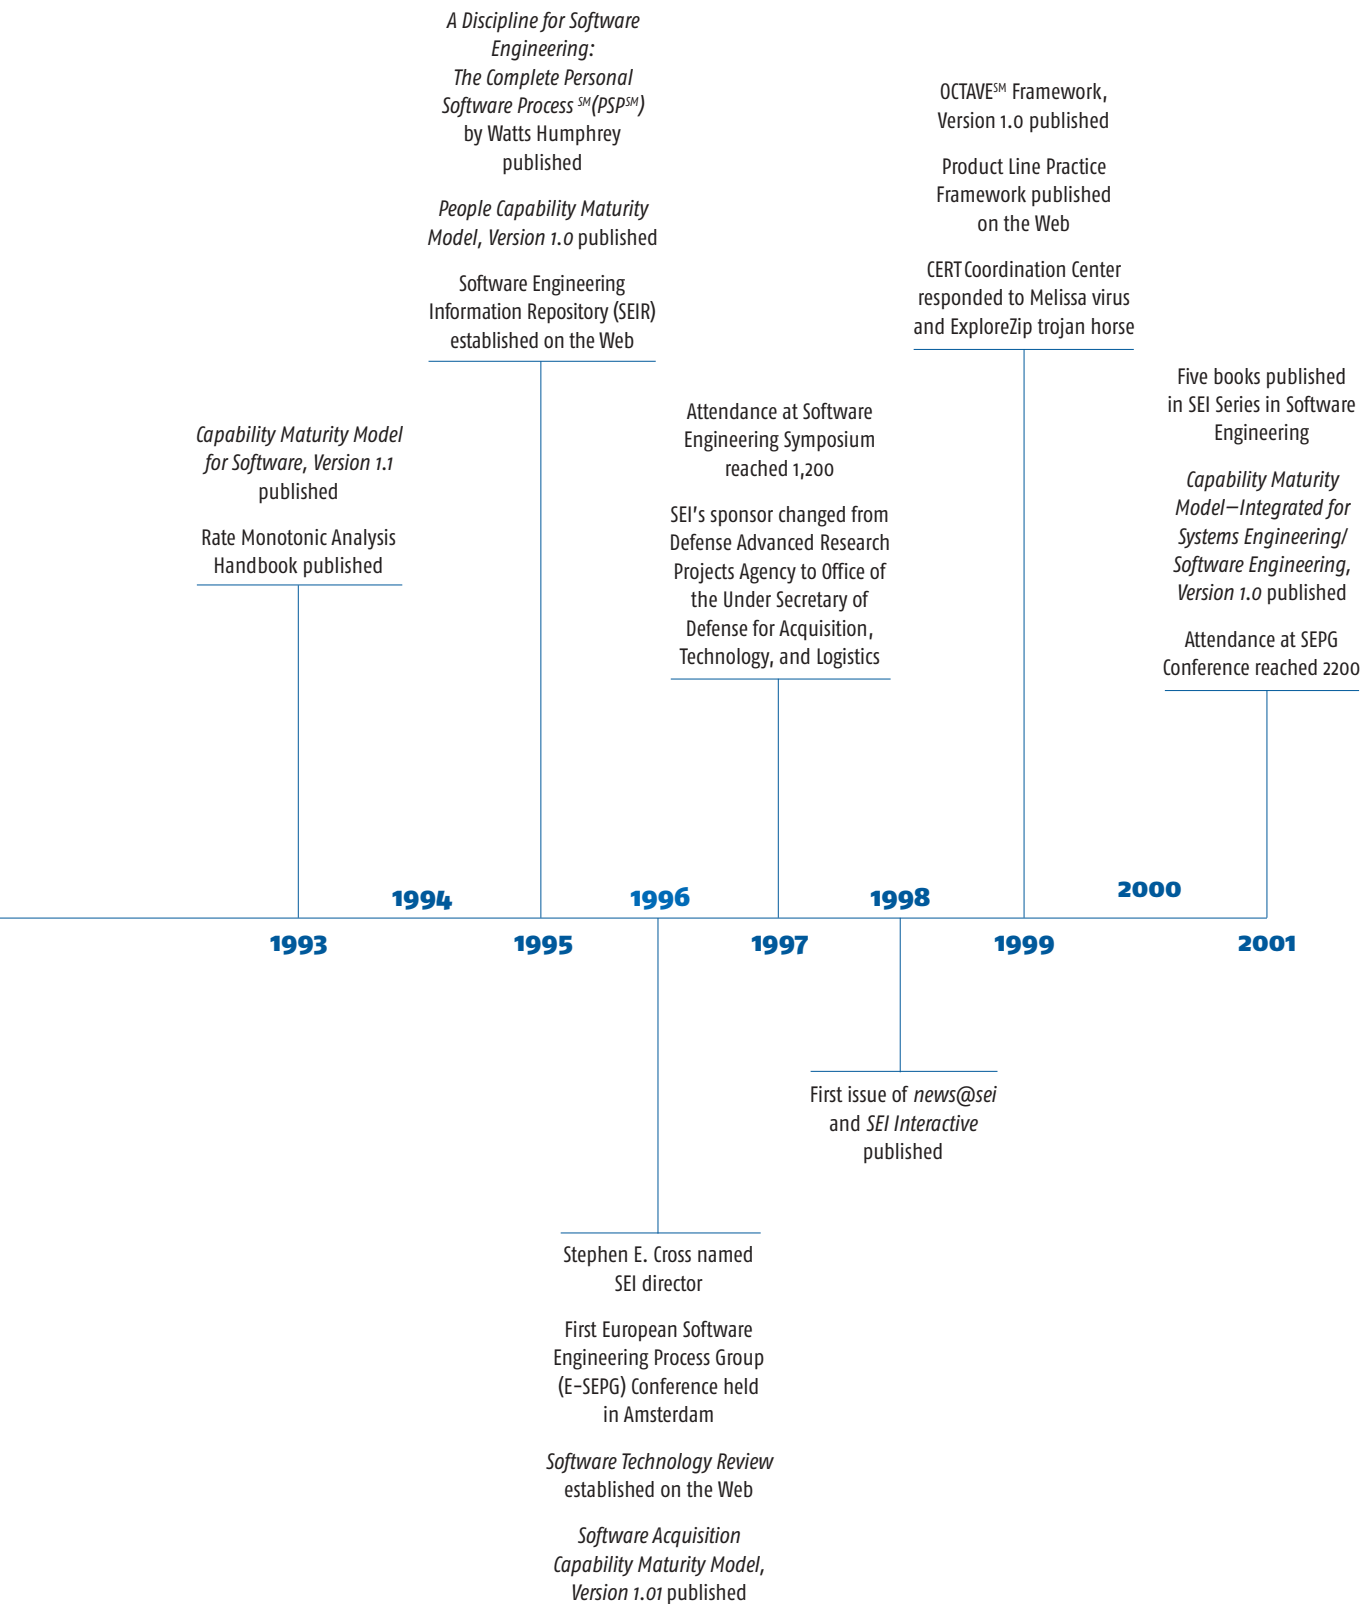 A Discipline for Software
Engineering:
The Complete Personal
Software Process SM(PSPSM)
by Watts Humphrey
published
People Capability Maturity
Model, Version 1.0 published
Software Engineering
Information Repository (SEIR)
established on the Web
OCTAVESM Framework,
Version 1.0 published
Product Line Practice
Framework published
on the Web
CERT Coordination Center
responded to Melissa virus
and ExploreZip trojan horse
Capability Maturity Model
for Software, Version 1.1
published
Rate Monotonic Analysis
Handbook published
Attendance at Software
Engineering Symposium
reached 1,200
SEI's sponsor changed from
Defense Advanced Research
Projects Agency to Office of
the Under Secretary of
Defense for Acquisition,
Technology, and Logistics
Five books published
in SEI Series in Software
Engineering
Capability Maturity
Model–Integrated for
Systems Engineering/
Software Engineering,
Version 1.0 published
Attendance at SEPG
Conference reached 2200
1993
1994
1995
1996
1997
1998
1999
2000
2001
First issue of news@sei
and SEI Interactive
published
Stephen E. Cross named
SEI director
First European Software
Engineering Process Group
(E-SEPG) Conference held
in Amsterdam
Software Technology Review
established on the Web
Software Acquisition
Capability Maturity Model,
Version 1.01 published